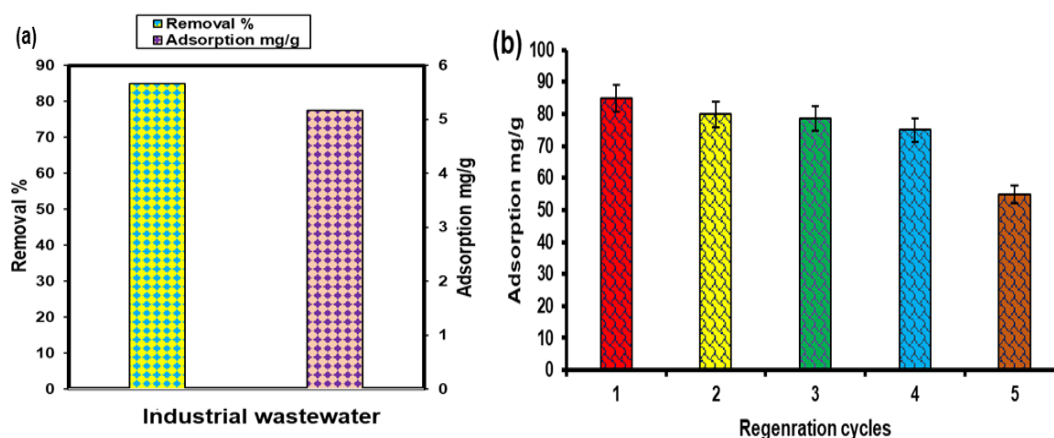 (a)
Removal %
Adsorption mg/g
90
80
70
60
50
40
30
20
10
0
Removal %
6
5
4
3
2
1
0
Adsorption mg/g
Industrial wastewater
(b)
100
90
80
70
60
50
40
30
20
10
0
Adsorption mg/g
1 2 3 4 5
Regenration cycles